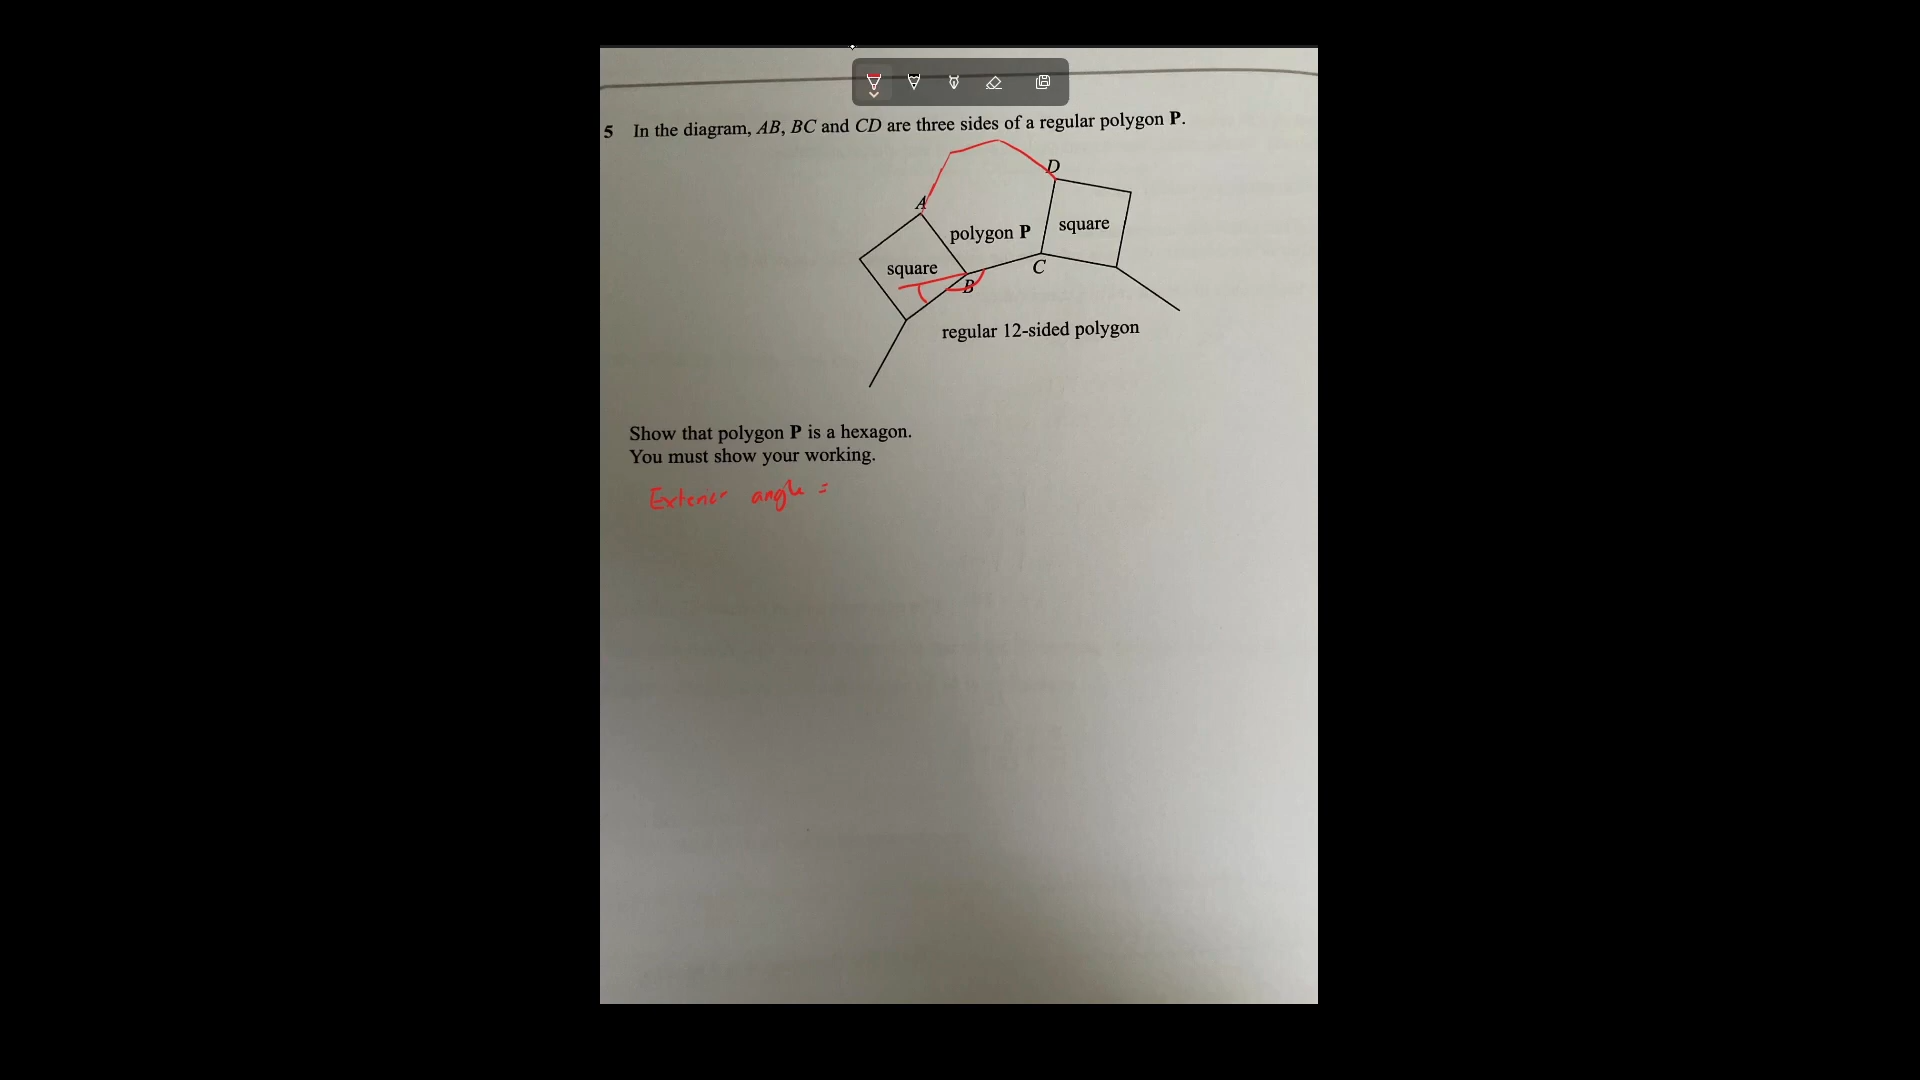 5 In the diagram, AB, BC and CD are three sides of a regular polygon P.
D
A
polygon P
square
square
C
B
regular 12-sided polygon
Show that polygon P is a hexagon.
You must show your working.
Exterior angle =